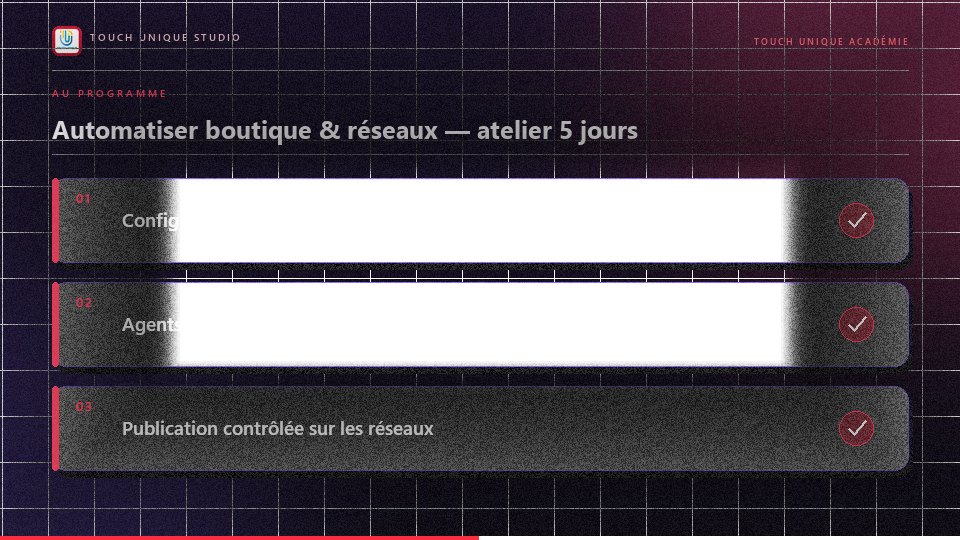 TOUCH UNIQUE STUDIO
TOUCH UNIQUE ACADÉMIE
AU PROGRAMME
Automatiser boutique & réseaux — atelier 5 jours
01
02
Agents
03
Publication contrôlée sur les réseaux